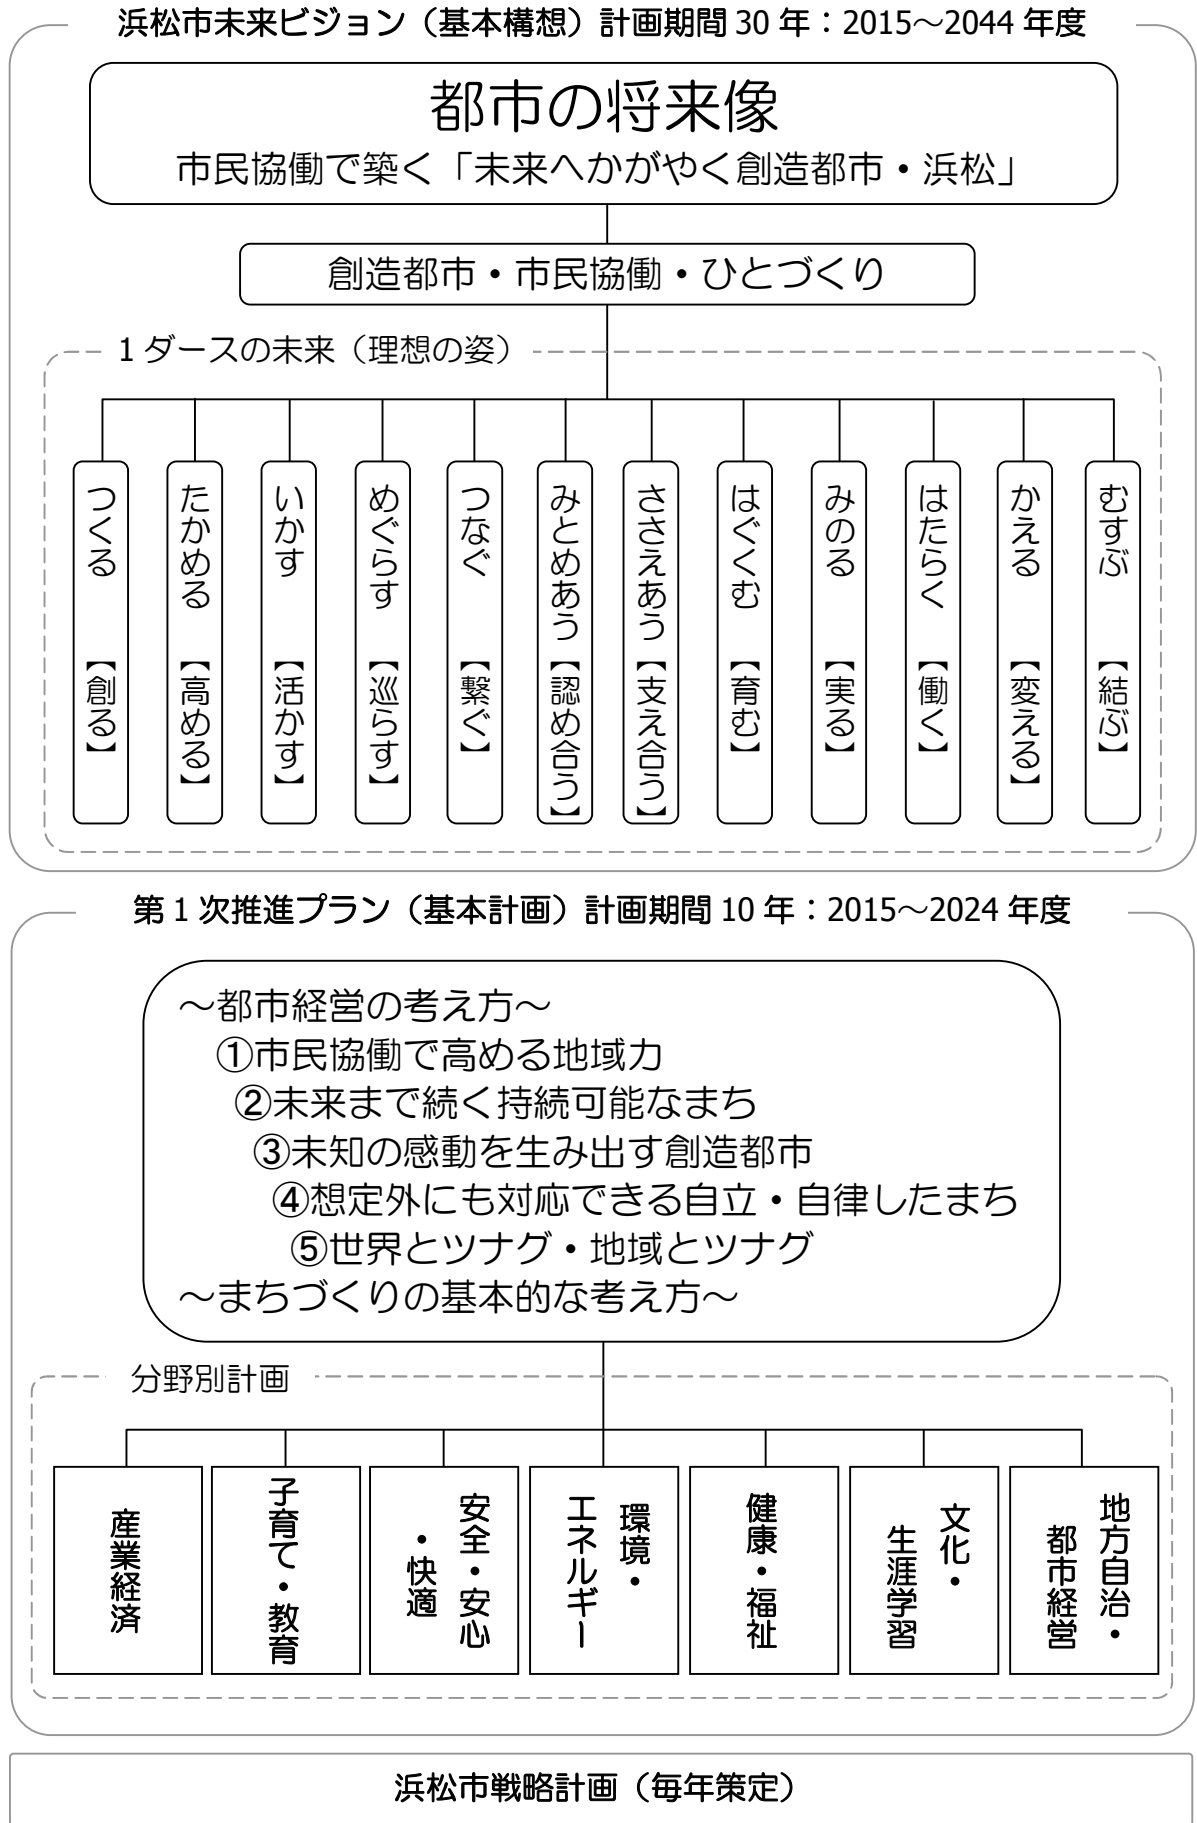 浜松市未来ビジョン（基本構想）計画期間 30 年：2015～2044 年度
都市の将来像
市民協働で築く「未来へかがやく創造都市・浜松」
創造都市・市民協働・ひとづくり
1 ダースの未来（理想の姿）
つくる 【創る】
たかめる 【高める】
いかす 【活かす】
めぐらす 【巡らす】
つなぐ 【繋ぐ】
みとめあう 【認め合う】
ささえあう 【支え合う】
はぐくむ 【育む】
みのる 【実る】
はたらく 【働く】
かえる 【変える】
むすぶ 【結ぶ】
第 1 次推進プラン（基本計画）計画期間 10 年：2015～2024 年度
～都市経営の考え方～
①市民協働で高める地域力
②未来まで続く持続可能なまち
③未知の感動を生み出す創造都市
④想定外にも対応できる自立・自律したまち
⑤世界とツナグ・地域とツナグ
～まちづくりの基本的な考え方～
分野別計画
産業経済
子育て・教育
安全・安心
・快適
環境・
エネルギー
健康・福祉
文化・
生涯学習
地方自治・
都市経営
浜松市戦略計画（毎年策定）